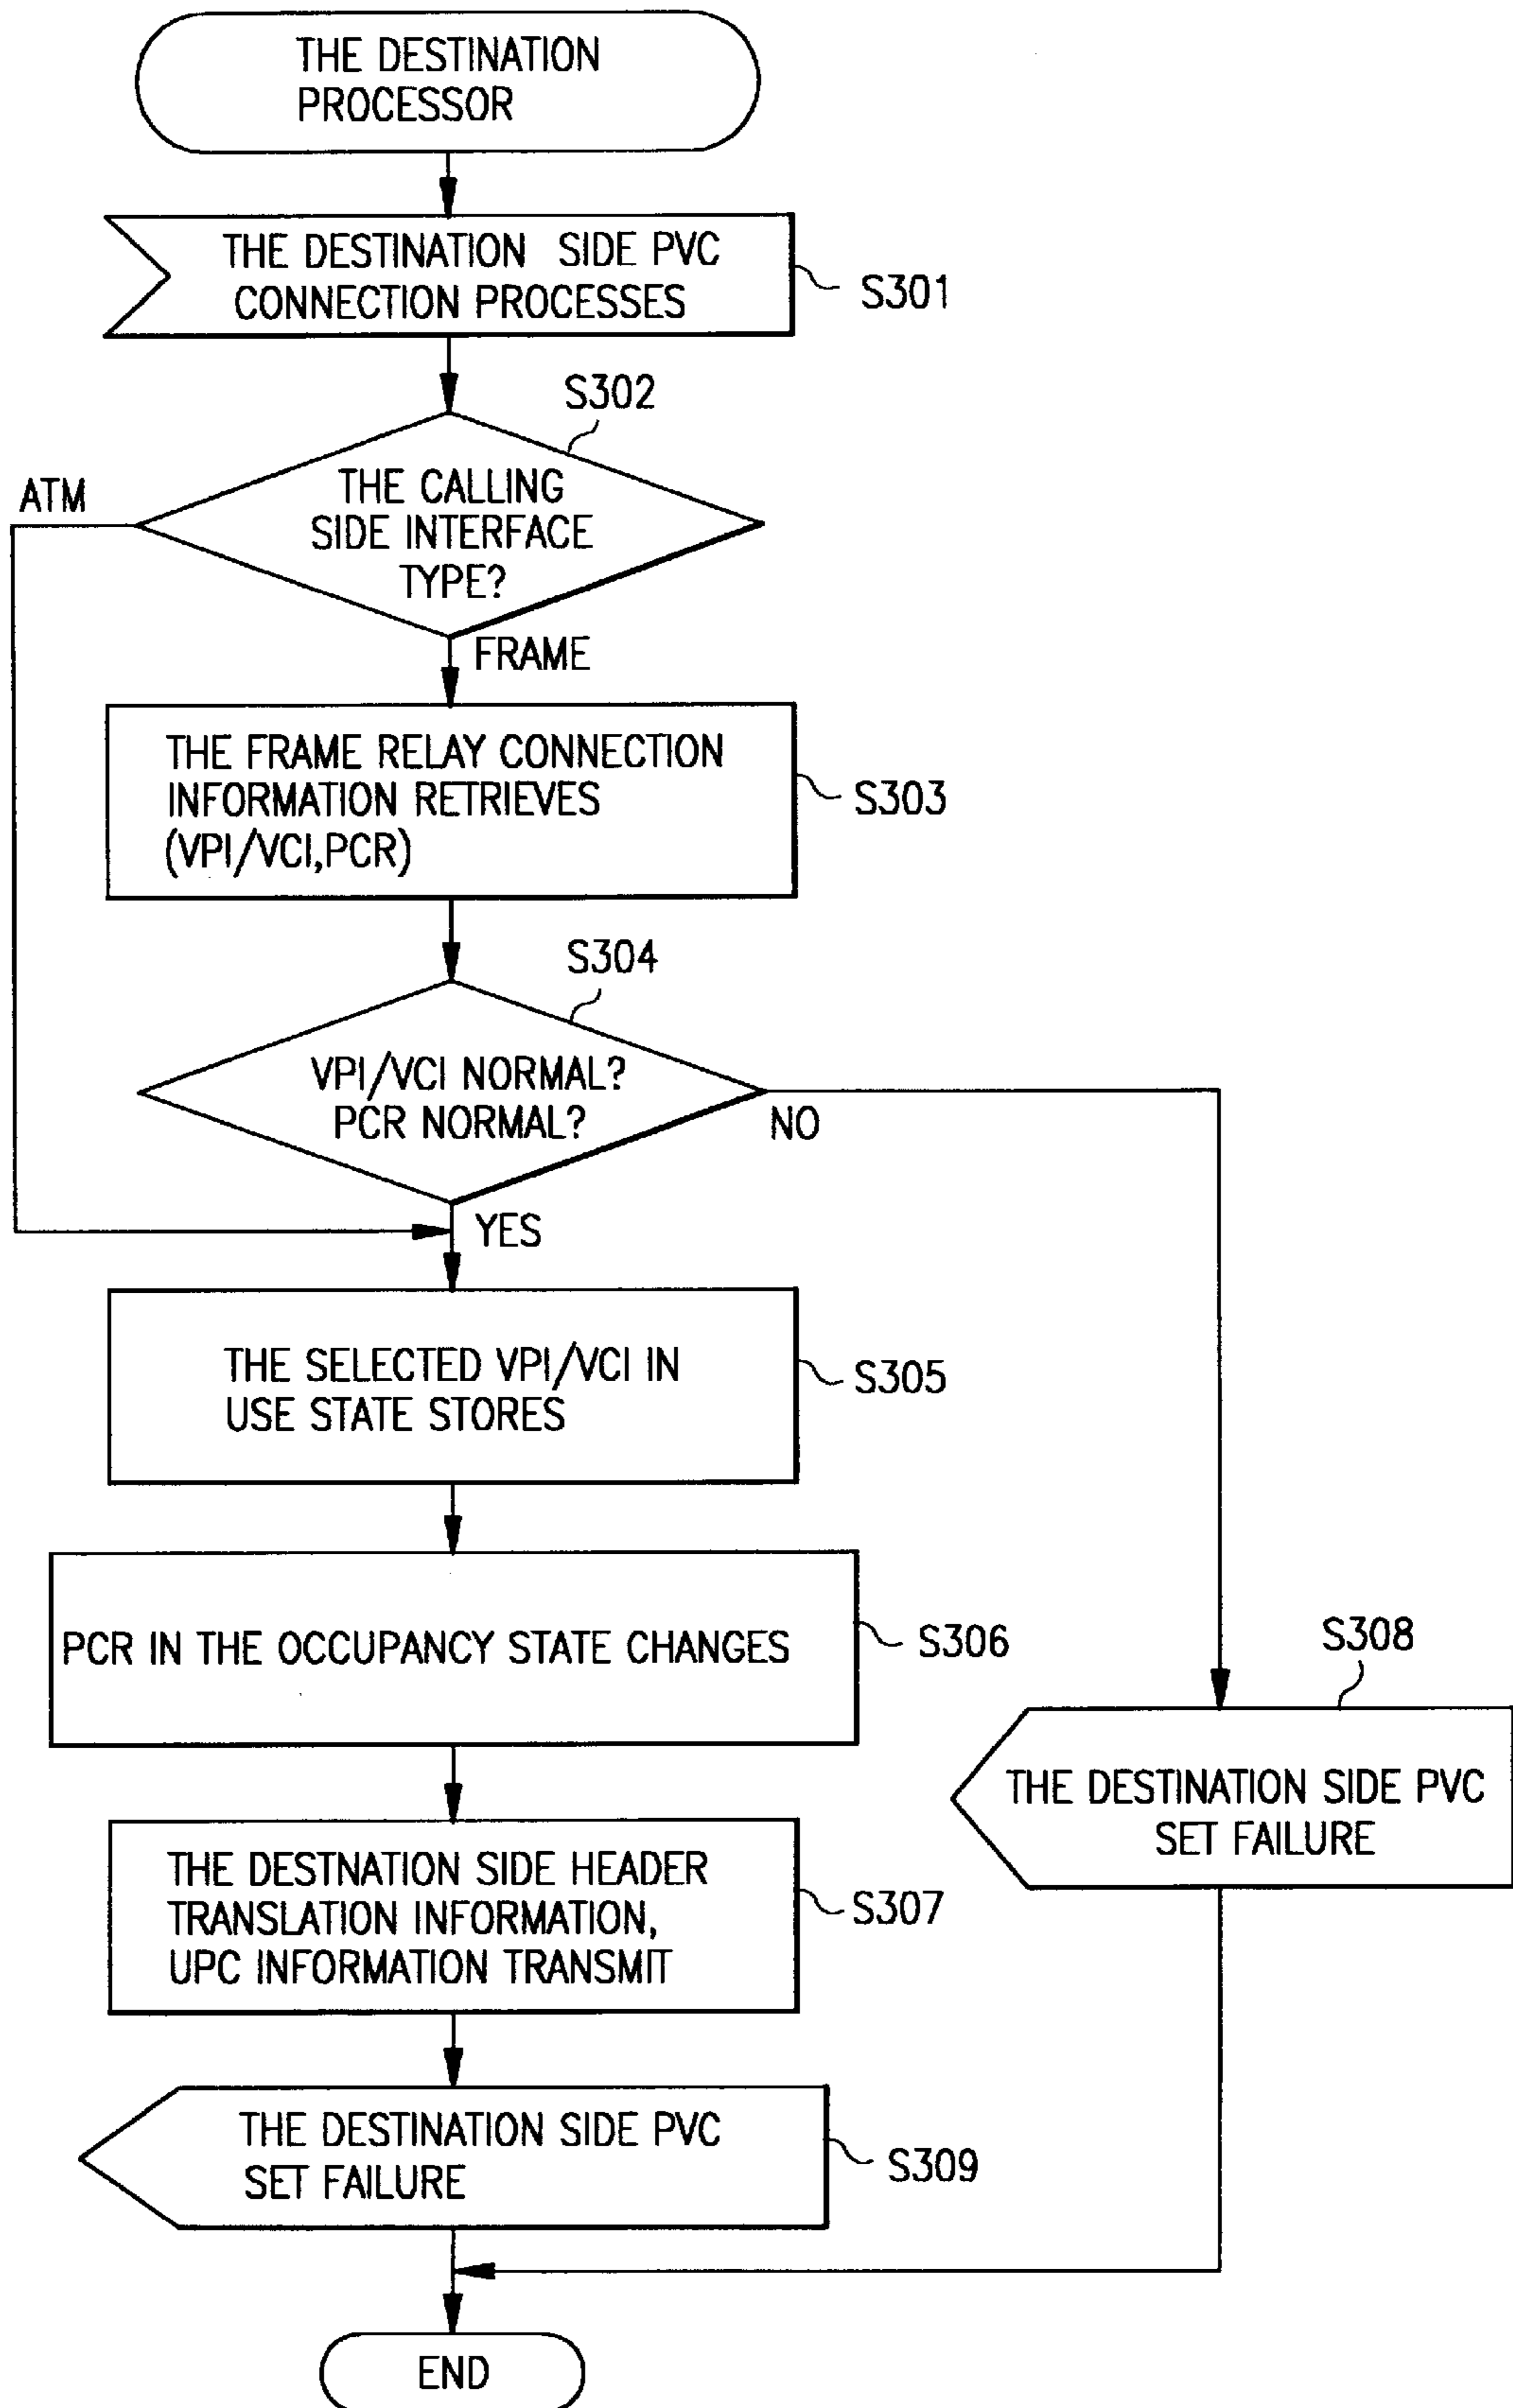 THE DESTINATION
PROCESSOR
THE DESTINATION SIDE PVC
CONNECTION PROCESSES
S301
S302
THE CALLING
SIDE INTERFACE
TYPE?
ATM
FRAME
THE FRAME RELAY CONNECTION
INFORMATION RETRIEVES
(VPI/VCI,PCR)
S303
S304
VPI/VCI NORMAL?
PCR NORMAL?
NO
YES
THE SELECTED VPI/VCI IN
USE STATE STORES
S305
PCR IN THE OCCUPANCY STATE CHANGES
S306
S308
THE DESTINATION SIDE PVC
SET FAILURE
THE DESTNATION SIDE HEADER
TRANSLATION INFORMATION,
UPC INFORMATION TRANSMIT
S307
THE DESTINATION SIDE PVC
SET FAILURE
S309
END